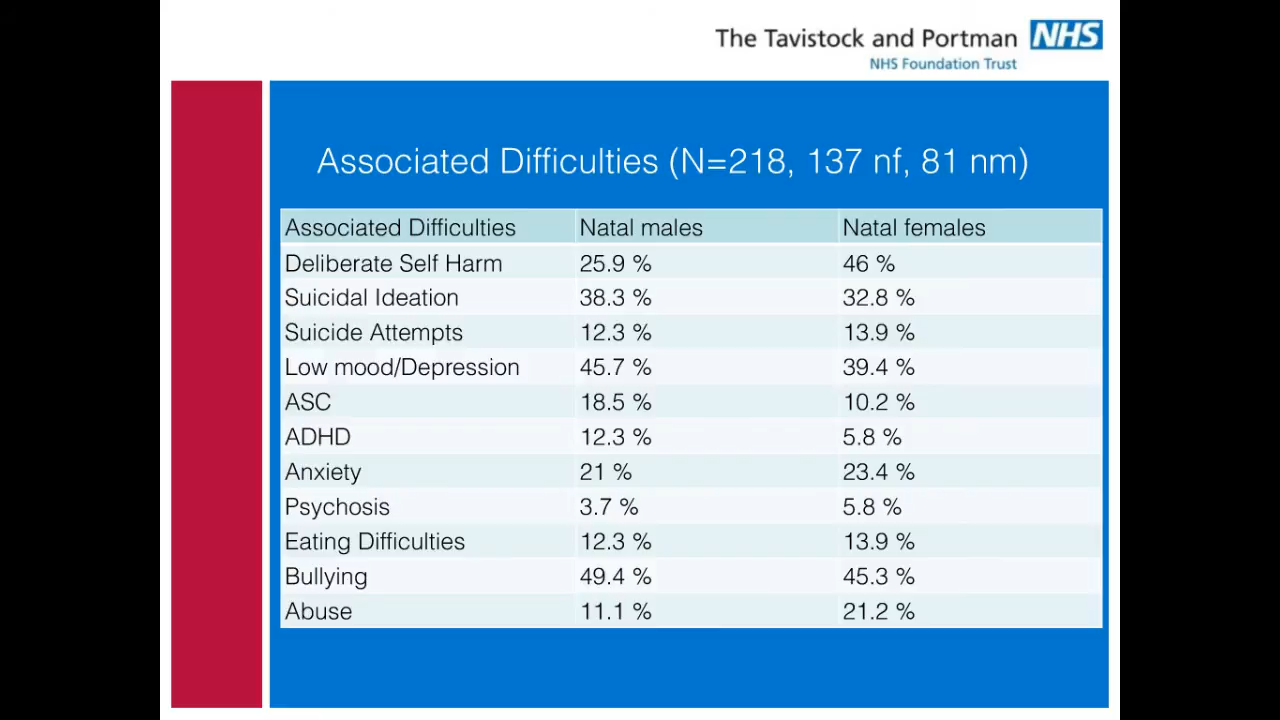 The Tavistock and Portman NHS
NHS Foundation Trust
Associated Difficulties (N=218, 137 nf, 81 nm)
Associated Difficulties Natal males Natal females
Deliberate Self Harm 25.9 % 46 %
Suicidal Ideation 38.3 % 32.8 %
Suicide Attempts 12.3 % 13.9 %
Low mood/Depression 45.7 % 39.4 %
ASC 18.5 % 10.2 %
ADHD 12.3 % 5.8 %
Anxiety 21 % 23.4 %
Psychosis 3.7 % 5.8 %
Eating Difficulties 12.3 % 13.9 %
Bullying 49.4 % 45.3 %
Abuse 11.1 % 21.2 %